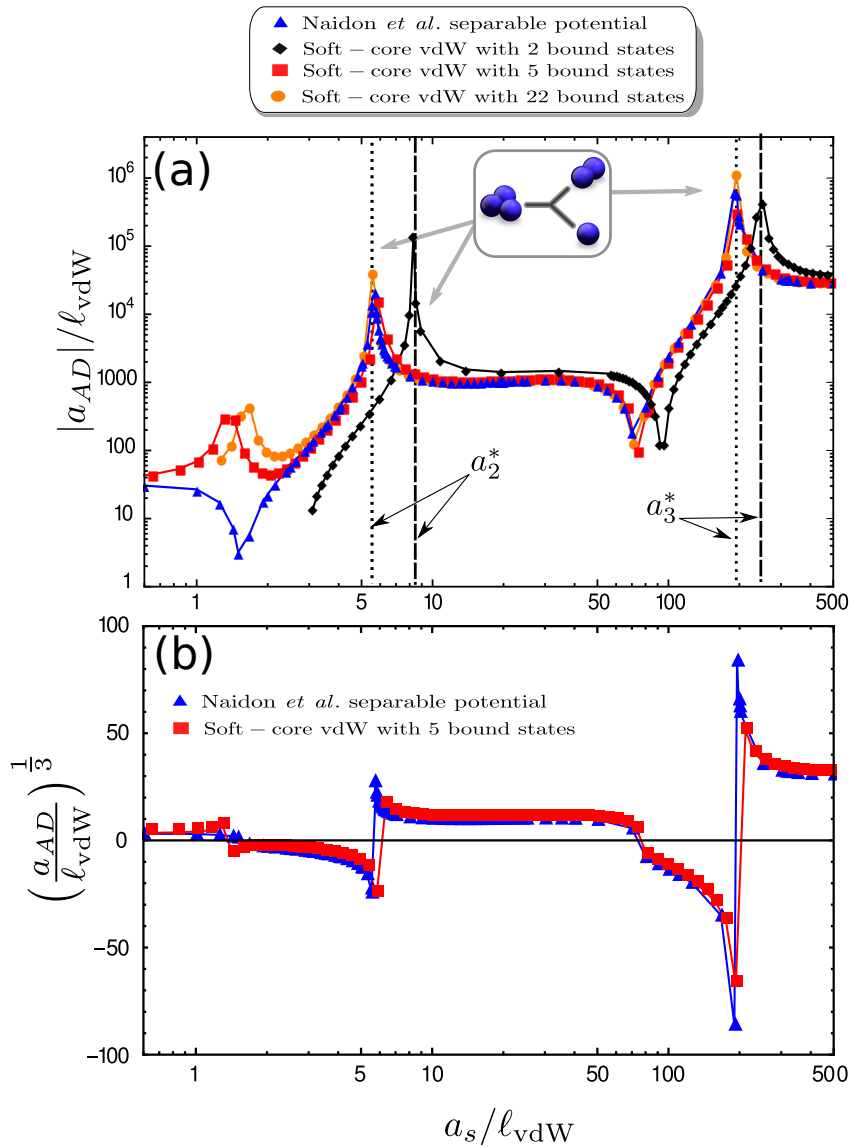 Naidon et al. separable potential
Soft − core vdW with 2 bound states
Soft − core vdW with 5 bound states
Soft − core vdW with 22 bound states
(a)
|a_AD|/ℓ_vdW
10^6
10^5
10^4
1000
100
10
1
a_2^*
a_3^*
1 5 10 50 100 500
(b)
Naidon et al. separable potential
Soft − core vdW with 5 bound states
(a_AD/ℓ_vdW)^{1/3}
100
50
0
−50
−100
1 5 10 50 100 500
a_s/ℓ_vdW